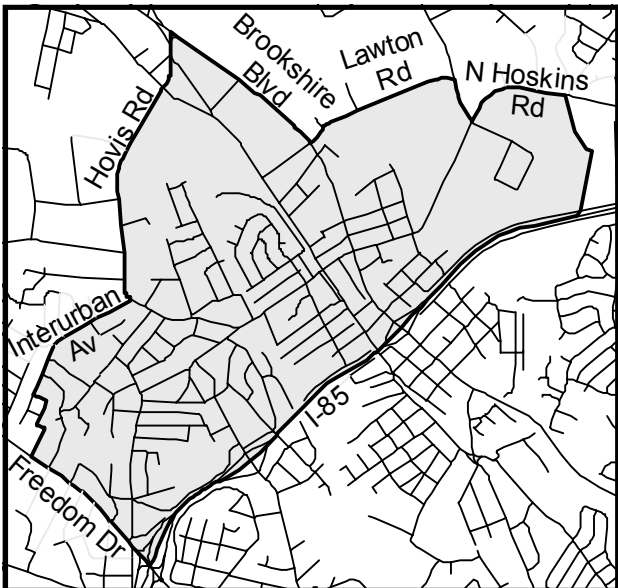 Brookshire
Blvd
Lawton
Rd
N Hoskins
Rd
Hovis Rd
Interurban
Av
I-85
Freedom Dr